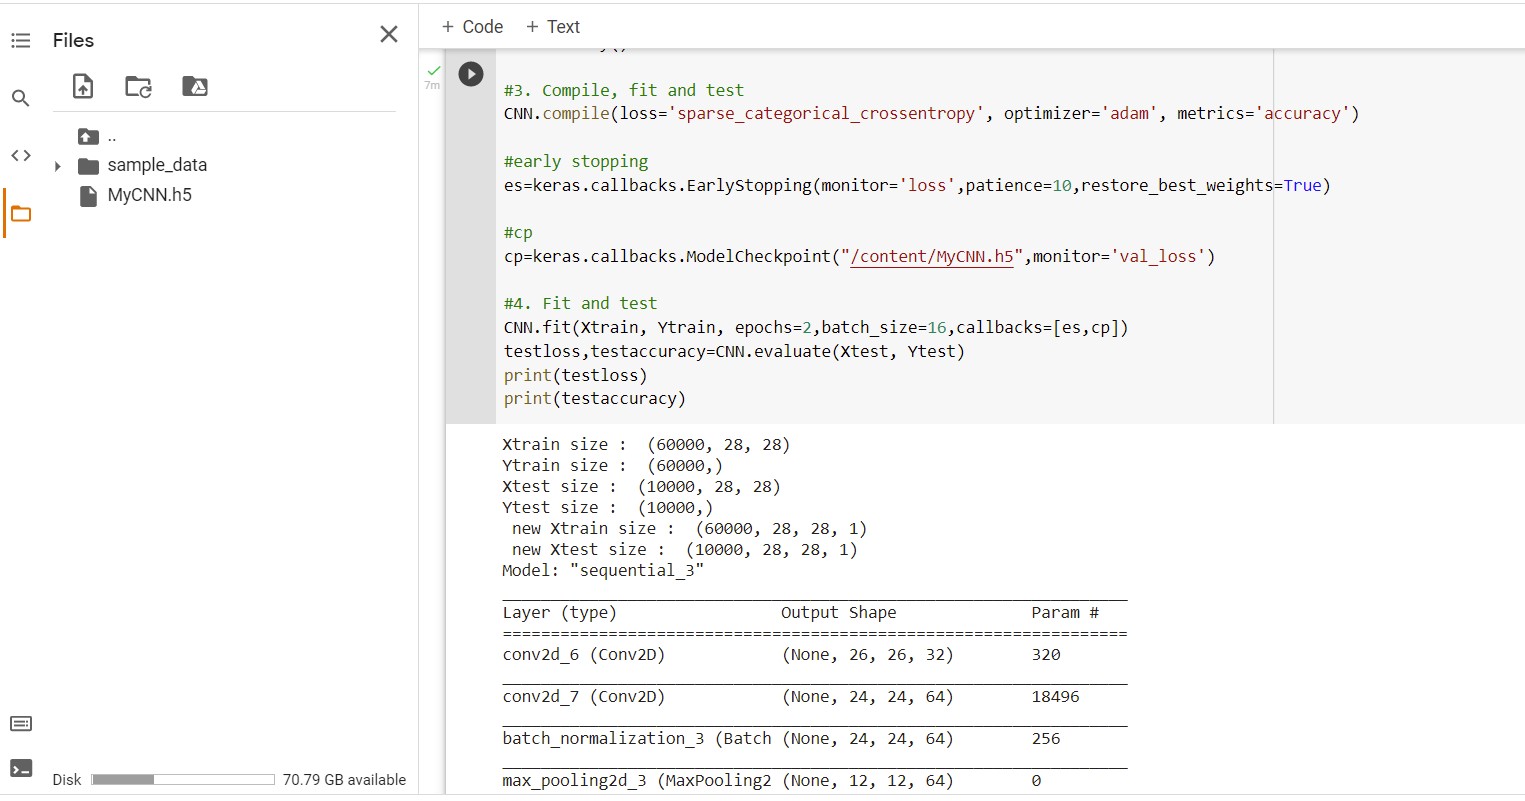 Files
..
sample_data
MyCNN.h5
Disk 70.79 GB available
+ Code + Text
7m
#3. Compile, fit and test
CNN.compile(loss='sparse_categorical_crossentropy', optimizer='adam', metrics='accuracy')
#early stopping
es=keras.callbacks.EarlyStopping(monitor='loss',patience=10,restore_best_weights=True)
#cp
cp=keras.callbacks.ModelCheckpoint("/content/MyCNN.h5",monitor='val_loss')
#4. Fit and test
CNN.fit(Xtrain, Ytrain, epochs=2,batch_size=16,callbacks=[es,cp])
testloss,testaccuracy=CNN.evaluate(Xtest, Ytest)
print(testloss)
print(testaccuracy)
Xtrain size :  (60000, 28, 28)
Ytrain size :  (60000,)
Xtest size :  (10000, 28, 28)
Ytest size :  (10000,)
 new Xtrain size :  (60000, 28, 28, 1)
 new Xtest size :  (10000, 28, 28, 1)
Model: "sequential_3"
_________________________________________________________________
Layer (type)                 Output Shape              Param #
=================================================================
conv2d_6 (Conv2D)            (None, 26, 26, 32)        320
_________________________________________________________________
conv2d_7 (Conv2D)            (None, 24, 24, 64)        18496
_________________________________________________________________
batch_normalization_3 (Batch (None, 24, 24, 64)        256
_________________________________________________________________
max_pooling2d_3 (MaxPooling2 (None, 12, 12, 64)        0